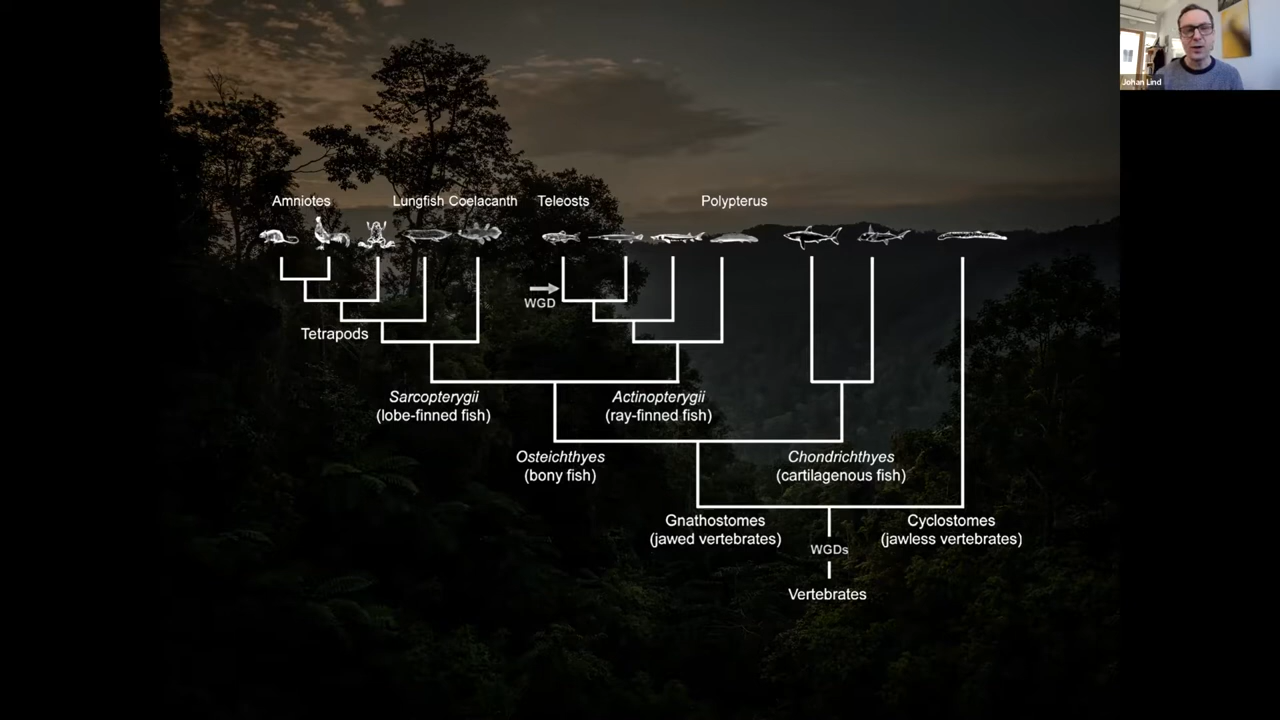 Johan Lind
Amniotes
Lungfish
Coelacanth
Teleosts
Polypterus
WGD
Tetrapods
Sarcopterygii
(lobe-finned fish)
Actinopterygii
(ray-finned fish)
Osteichthyes
(bony fish)
Chondrichthyes
(cartilagenous fish)
Gnathostomes
(jawed vertebrates)
Cyclostomes
(jawless vertebrates)
WGDs
Vertebrates